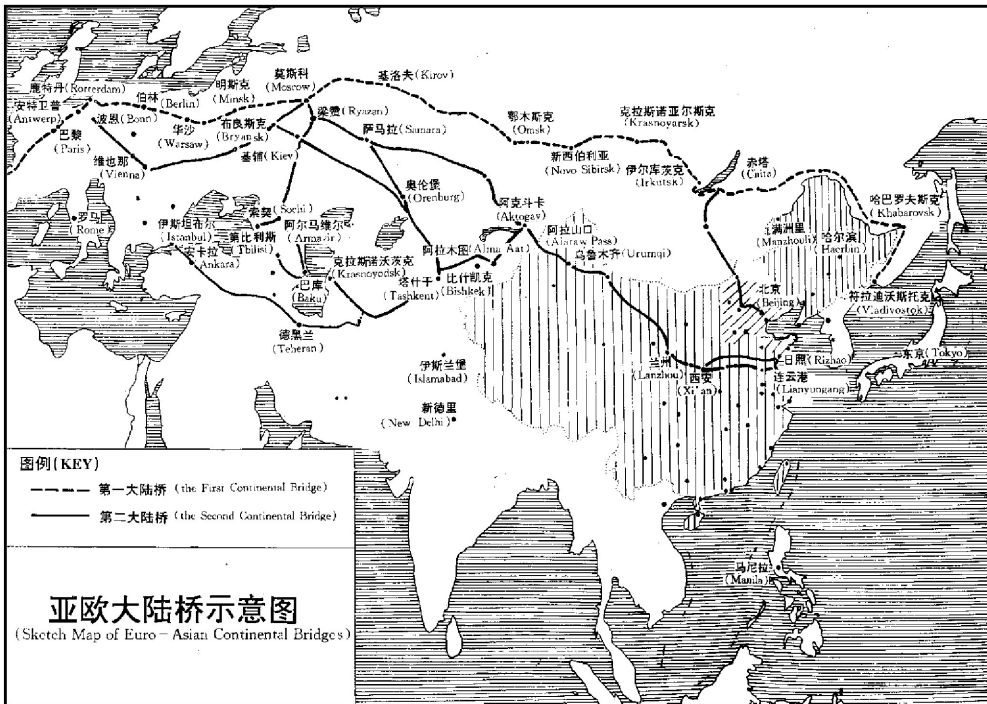 鹿特丹(Rorterdam)
安特卫普
(Antwerp)
巴黎
(Paris)
波恩(Bonn)
伯林(Berlin)
维也那
(Vienna)
华沙
(Warsaw)
明斯克
(Minsk)
莫斯科
(Moscow)
布良斯克
(Bryansk)
基辅(Kiev)
梁赞(Ryazan)
基洛夫(Kirov)
萨马拉(Samara)
奥伦堡
(Orenburg)
鄂木斯克
(Omsk)
新西伯利亚
(Novo Sibirsk)
克拉斯诺亚尔斯克
(Krasnoyarsk)
伊尔库茨克
(Irkutsk)
赤塔
哈巴罗夫斯克
(Khabarovsk)
满洲里
(Manzhouli)
哈尔滨
(Haerbin)
符拉迪沃斯托克
(Vladivostok)
北京
(Beijing)
罗马
(Rome)
伊斯坦布尔
(Istanbul)
安卡拉
(Ankara)
索契(Sochi)
第比利斯
(Tbilisi)
阿尔马维尔
巴库
(Baku)
克拉斯诺沃茨克
(Krasnoyodsk)
德黑兰
(Teheran)
塔什干
(Tashkent)
阿拉木图
比什凯克
(Bishkek)
阿克斗卡
(Aktogay)
阿拉山口
乌鲁木齐(Urumqi)
兰州
(Lanzhou)
西安
(Xi'an)
日照(Rizhao)
连云港
(Lianyungang)
东京(Tokyo)
伊斯兰堡
(Islamabad)
新德里
(New Delhi)
马尼拉
(Manila)
图例(KEY)
第一大陆桥 (the First Continental Bridge)
第二大陆桥 (the Second Continental Bridge)
亚欧大陆桥示意图
(Sketch Map of Euro-Asian Continental Bridges)